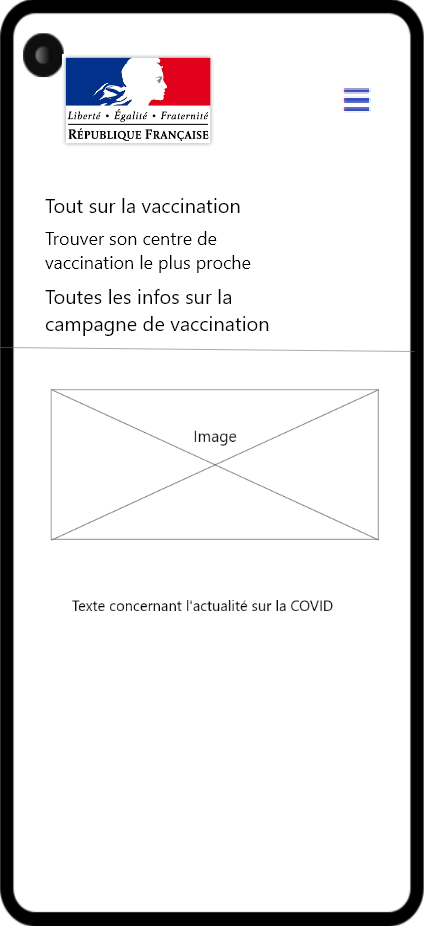 Liberté • Égalité • Fraternité
RÉPUBLIQUE FRANÇAISE
Tout sur la vaccination
Trouver son centre de
vaccination le plus proche
Toutes les infos sur la
campagne de vaccination
Image
Texte concernant l'actualité sur la COVID